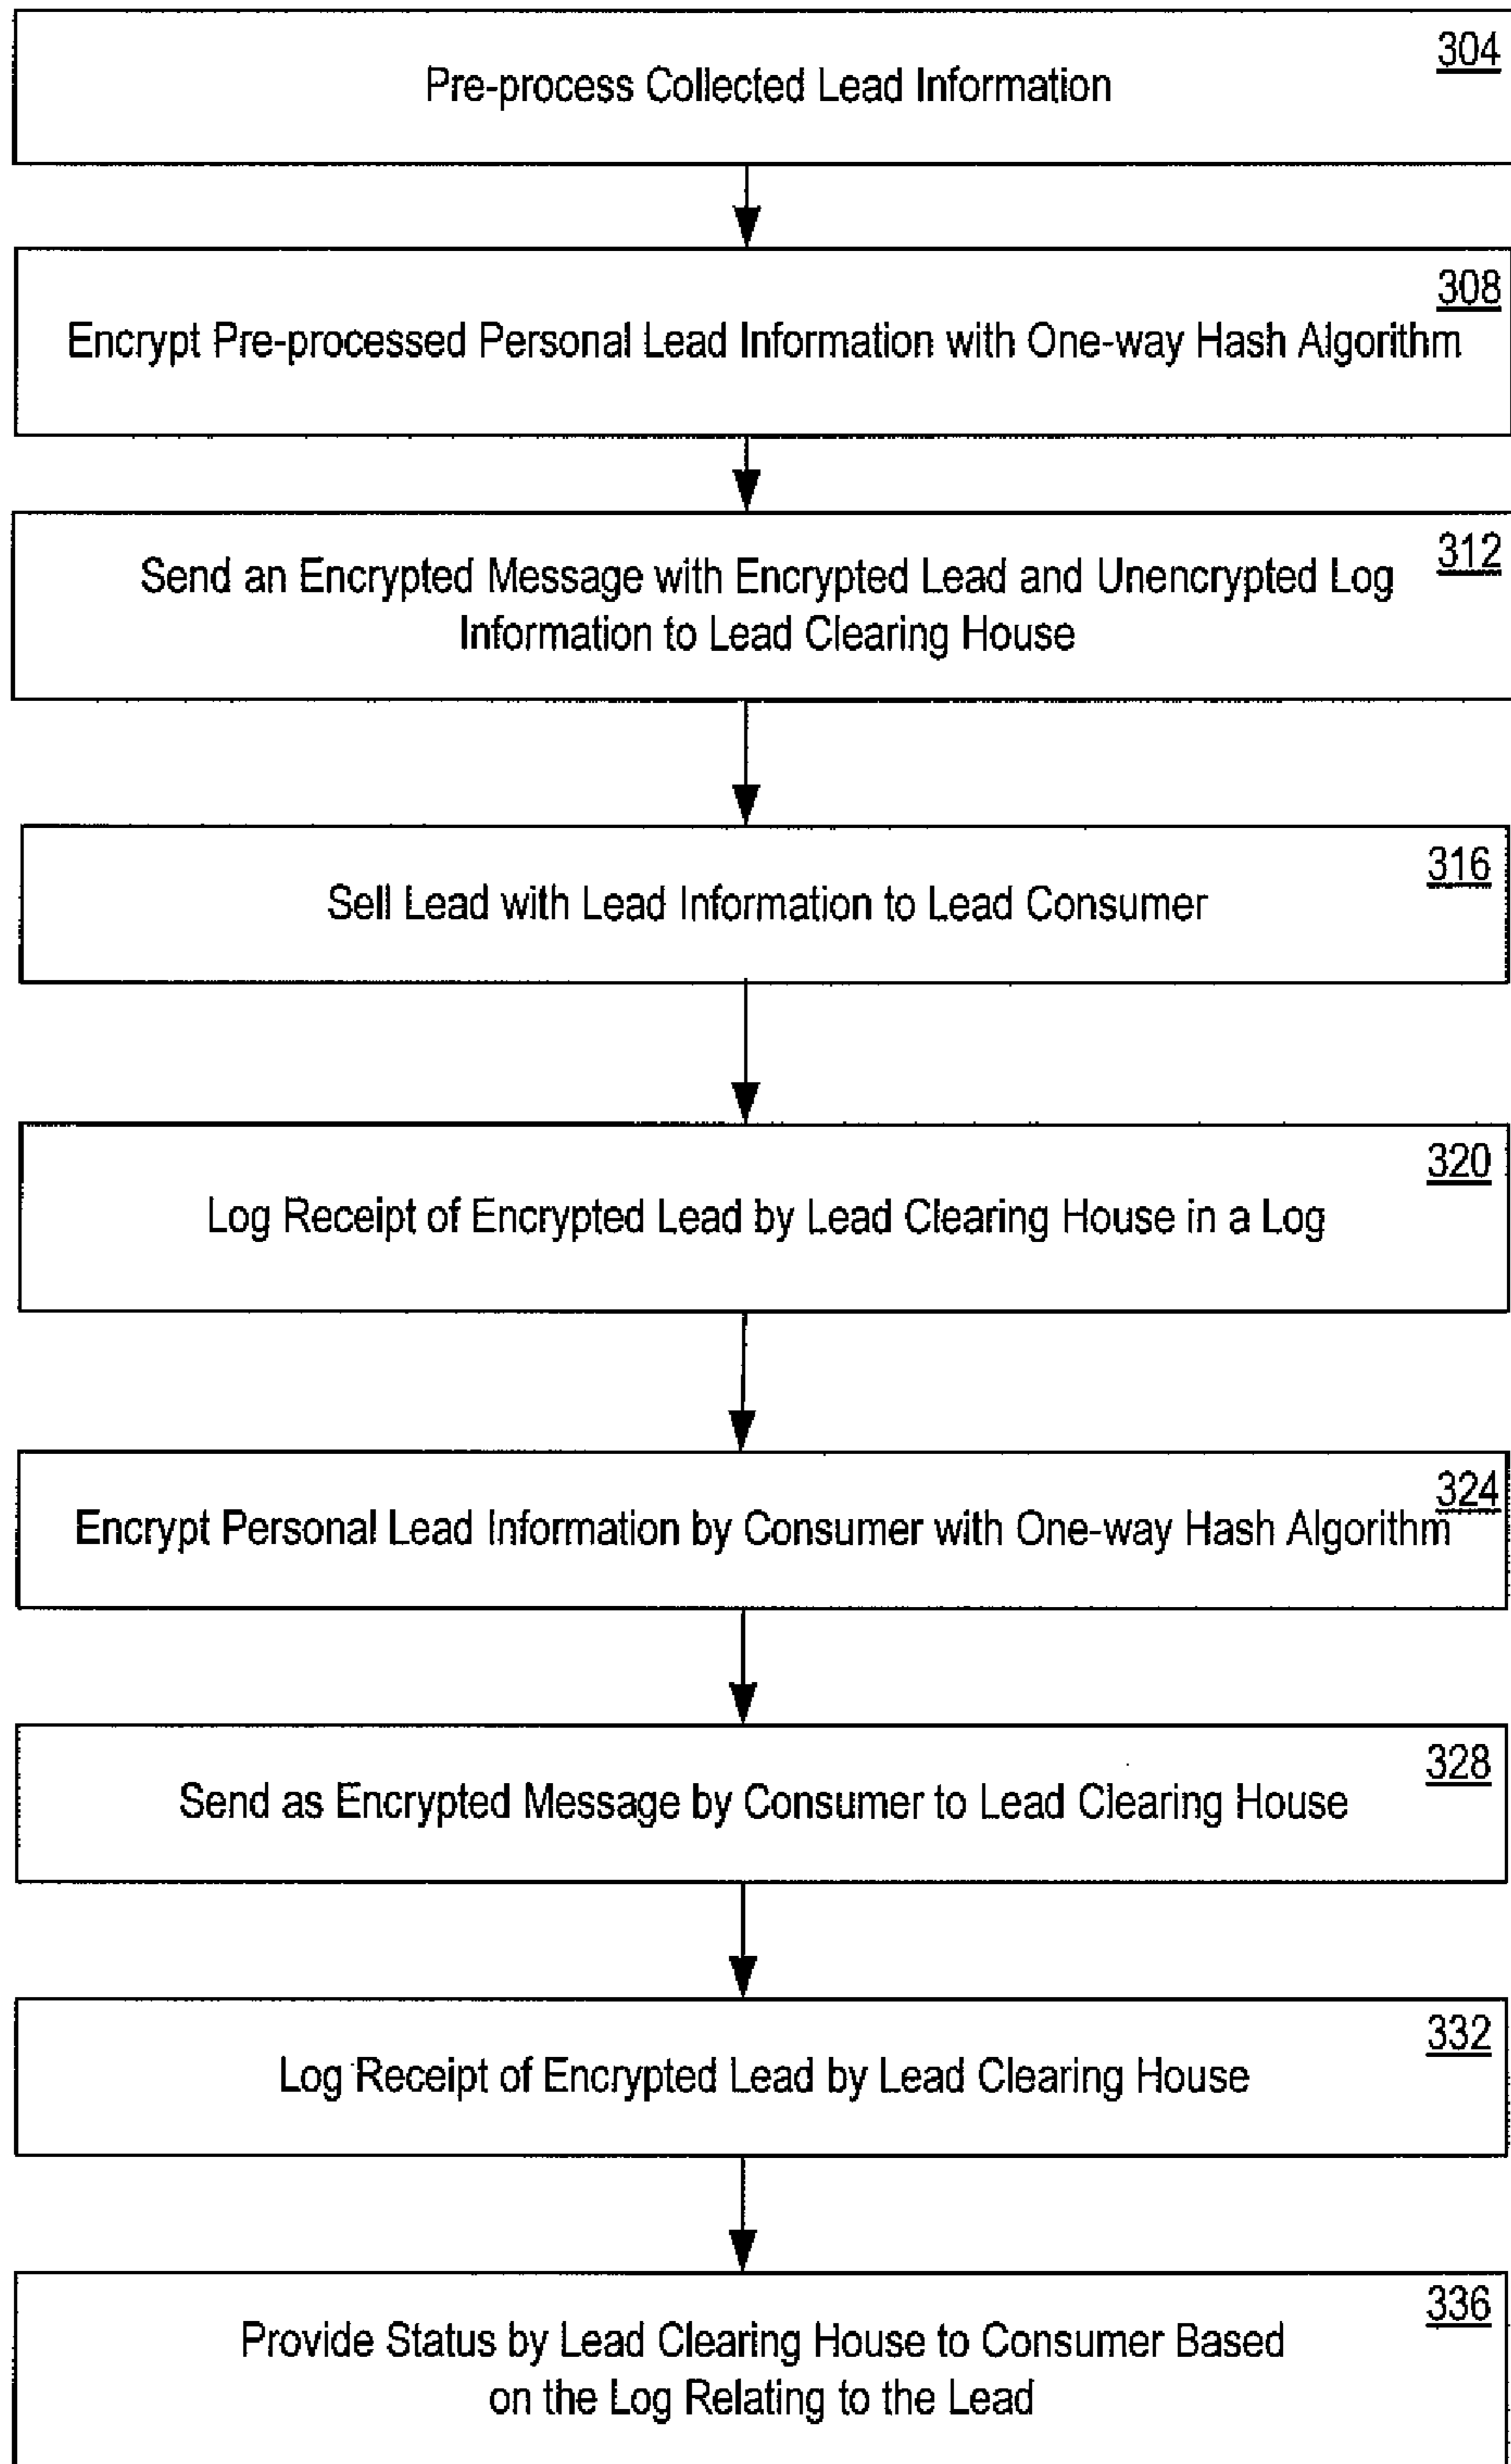 304
Pre-process Collected Lead Information
308
Encrypt Pre-processed Personal Lead Information with One-way Hash Algorithm
312
Send an Encrypted Message with Encrypted Lead and Unencrypted Log
Information to Lead Clearing House
316
Sell Lead with Lead Information to Lead Consumer
320
Log Receipt of Encrypted Lead by Lead Clearing House in a Log
324
Encrypt Personal Lead Information by Consumer with One-way Hash Algorithm
328
Send as Encrypted Message by Consumer to Lead Clearing House
332
Log Receipt of Encrypted Lead by Lead Clearing House
336
Provide Status by Lead Clearing House to Consumer Based
on the Log Relating to the Lead